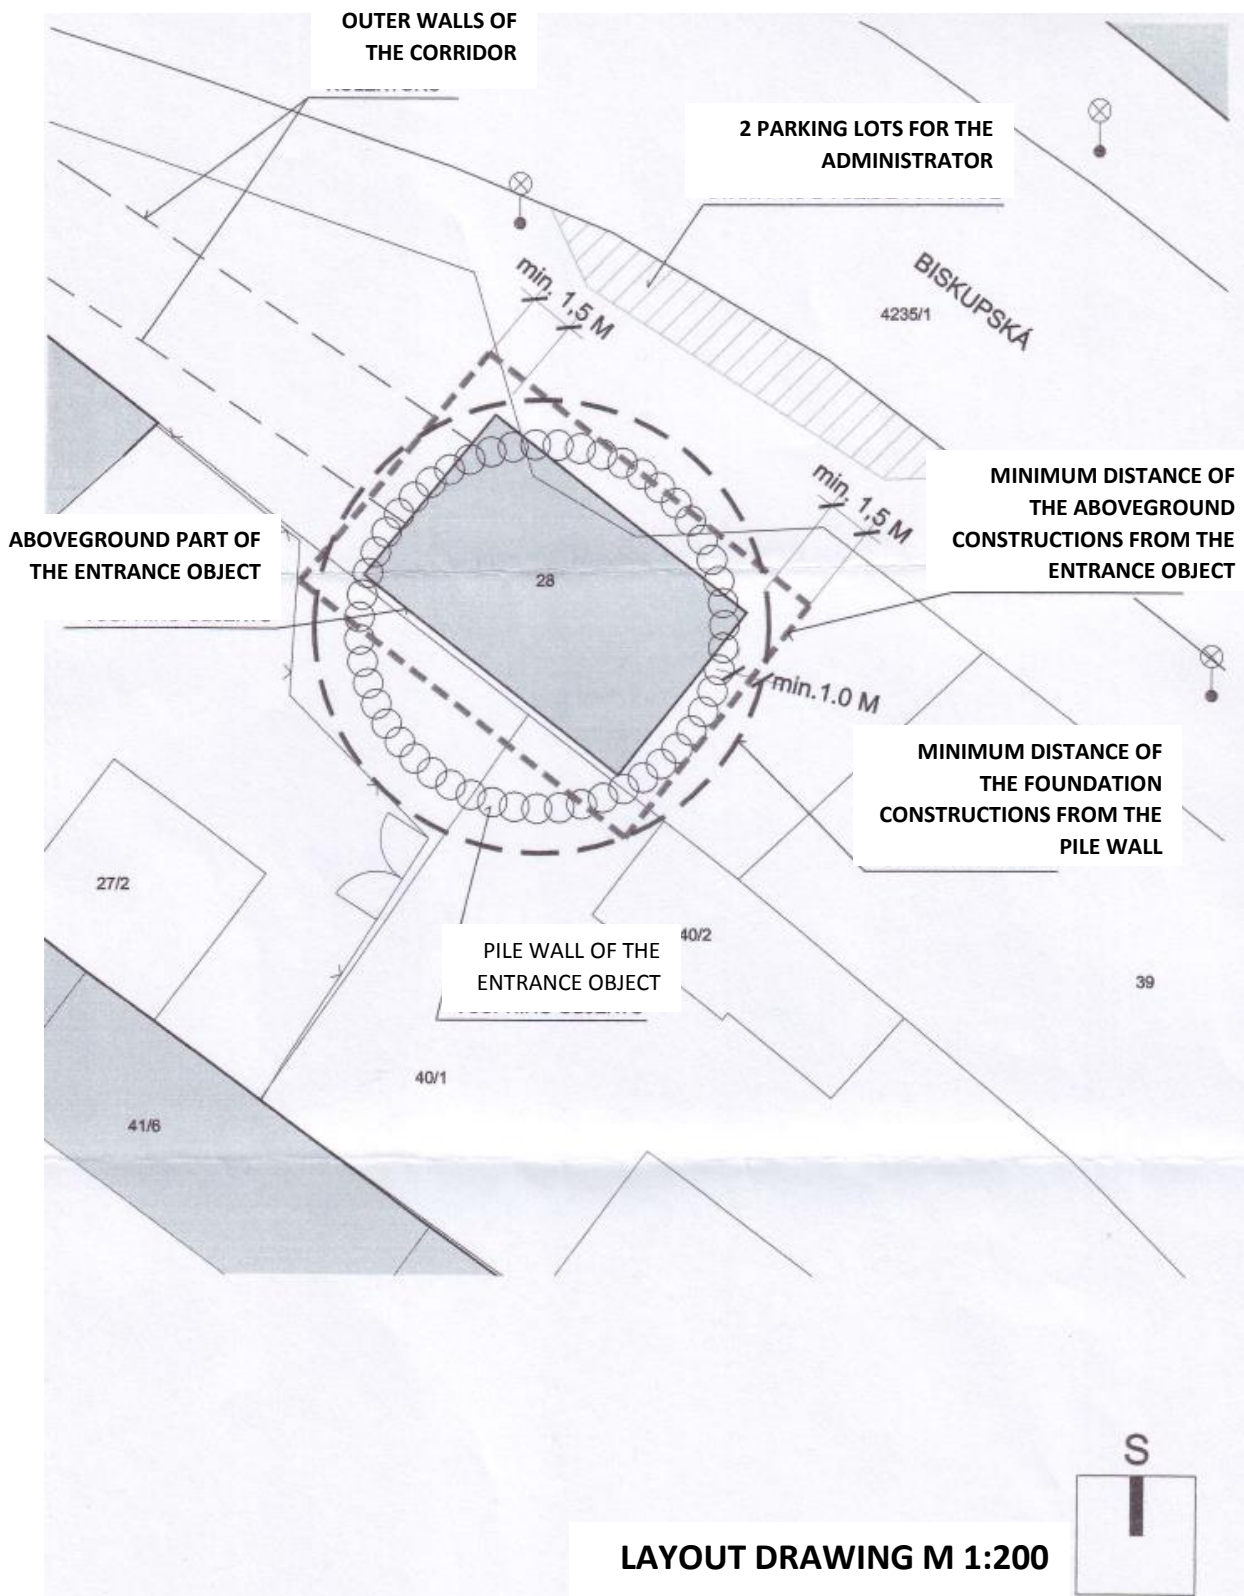 OUTER WALLS OF
THE CORRIDOR
2 PARKING LOTS FOR THE
ADMINISTRATOR
BISKUPSKÁ
4235/1
min. 1,5 M
min. 1,5 M
MINIMUM DISTANCE OF
THE ABOVEGROUND
CONSTRUCTIONS FROM THE
ENTRANCE OBJECT
ABOVEGROUND PART OF
THE ENTRANCE OBJECT
28
min.1.0 M
MINIMUM DISTANCE OF
THE FOUNDATION
CONSTRUCTIONS FROM THE
PILE WALL
27/2
40/2
PILE WALL OF THE
ENTRANCE OBJECT
39
40/1
41/6
S
LAYOUT DRAWING M 1:200